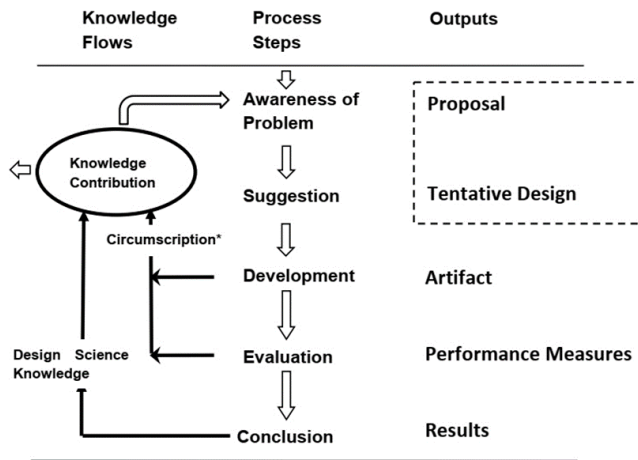 Knowledge Flows
Process Steps
Outputs
Awareness of Problem
Proposal
Knowledge Contribution
Suggestion
Tentative Design
Circumscription*
Development
Artifact
Design Science Knowledge
Evaluation
Performance Measures
Conclusion
Results